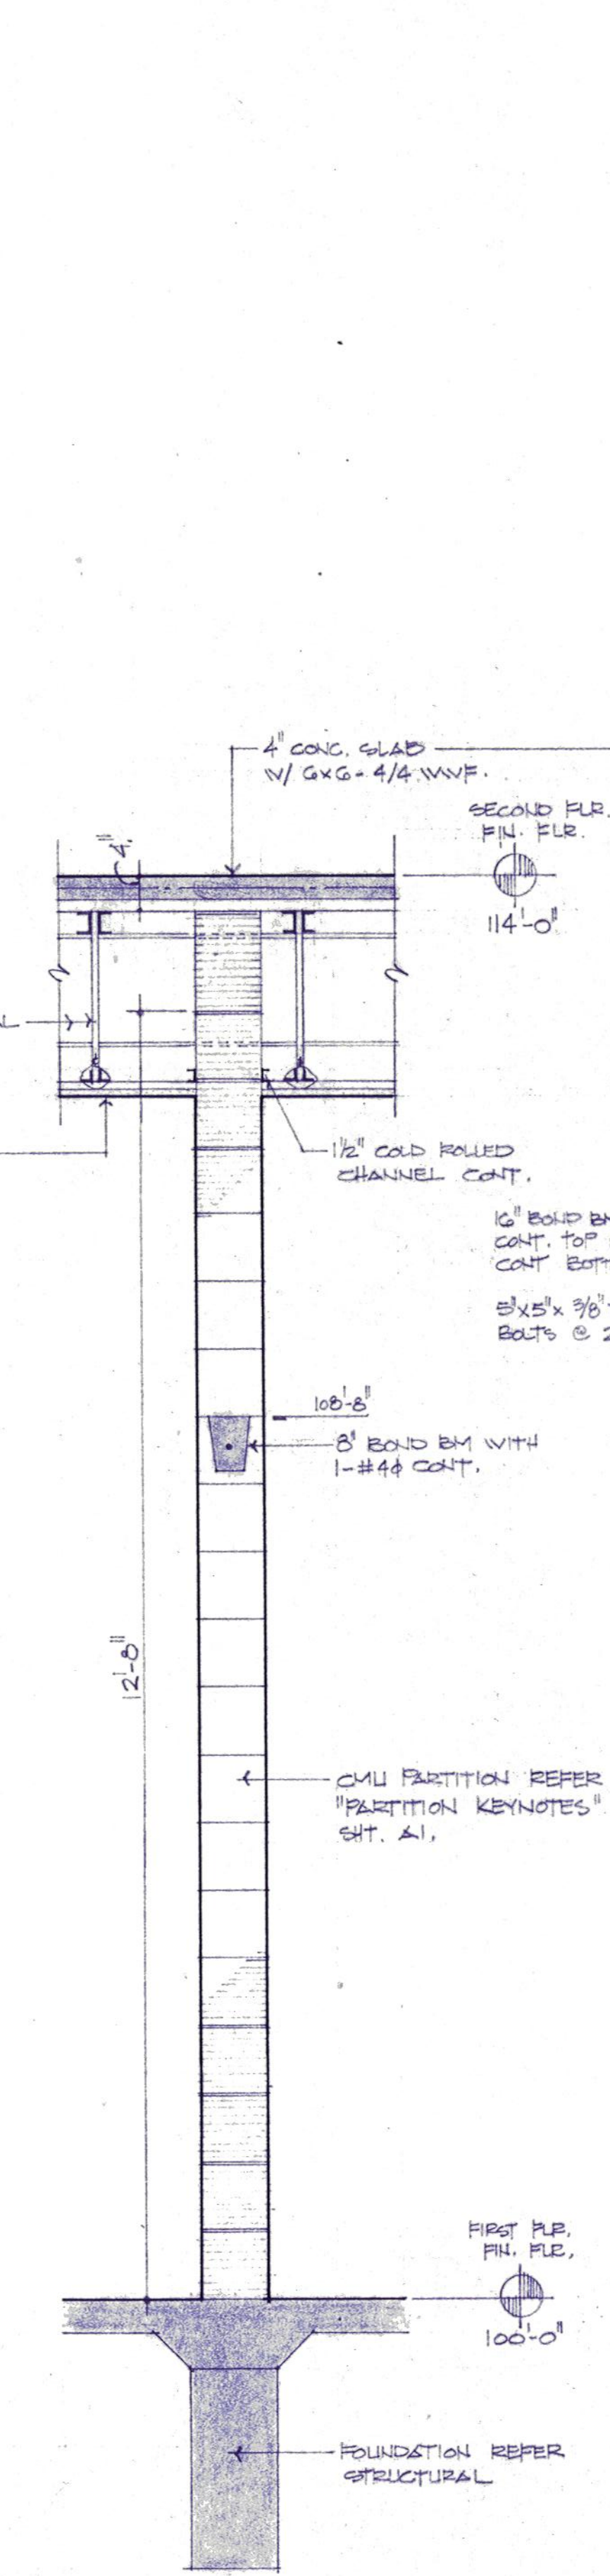 4" CONC. SLAB
W/ 6x6-4/4 WWF.
SECOND FLR.
FIN. FLR.
4"
114'-0"
1½" COLD ROLLED
CHANNEL CONT.
16" BOND BM
CONT. TOP
CONT BOTT
5"x5"x 3/8"
BOLTS @ 2
108'-8"
8" BOND BM WITH
1-#4ϕ CONT.
12'-8"
CMU PARTITION REFER
"PARTITION KEYNOTES"
SHT. A1.
FIRST FLR.
FIN. FLR.
100'-0"
FOUNDATION REFER
STRUCTURAL